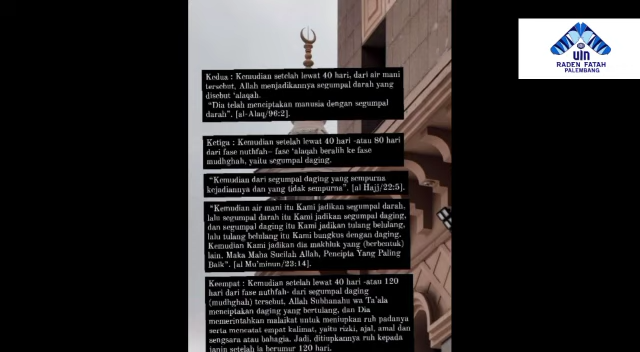 uin
RADEN FATAH
PALEMBANG
Kedua : Kemudian setelah lewat 40 hari, dari air mani
tersebut, Allah menjadikannya segumpal darah yang
disebut 'alaqah.
"Dia telah menciptakan manusia dengan segumpal
darah". [al-Alaq/96:2].
Ketiga : Kemudian setelah lewat 40 hari -atau 80 hari
dari fase nuthfah– fase 'alaqah beralih ke fase
mudhghah, yaitu segumpal daging.
"Kemudian dari segumpal daging yang sempurna
kejadiannya dan yang tidak sempurna". [al Hajj/22:5].
"Kemudian air mani itu Kami jadikan segumpal darah,
lalu segumpal darah itu Kami jadikan segumpal daging,
dan segumpal daging itu Kami jadikan tulang belulang,
lalu tulang belulang itu Kami bungkus dengan daging,
Kemudian Kami jadikan dia makhluk yang (berbentuk)
lain. Maka Maha Sucilah Allah, Pencipta Yang Paling
Baik". [al Mu'minun/23:14].
Keempat : Kemudian setelah lewat 40 hari -atau 120
hari dari fase nuthfah- dari segumpal daging
(mudhghah) tersebut, Allah Subhanahu wa Ta'ala
menciptakan daging yang bertulang, dan Dia
memerintahkan malaikat untuk meniupkan ruh padanya
serta mencatat empat kalimat, yaitu rizki, ajal, amal dan
sengsara atau bahagia. Jadi, ditiupkannya ruh kepada
janin setelah ia berumur 120 hari.